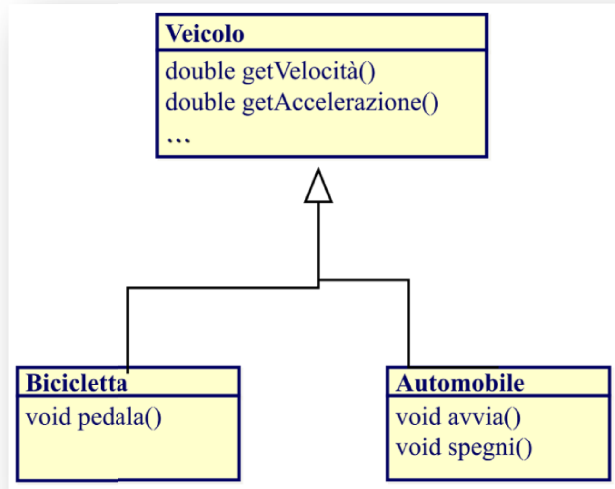 Veicolo
double getVelocità()
double getAccelerazione()
...
Bicicletta
void pedala()
Automobile
void avvia()
void spegni()